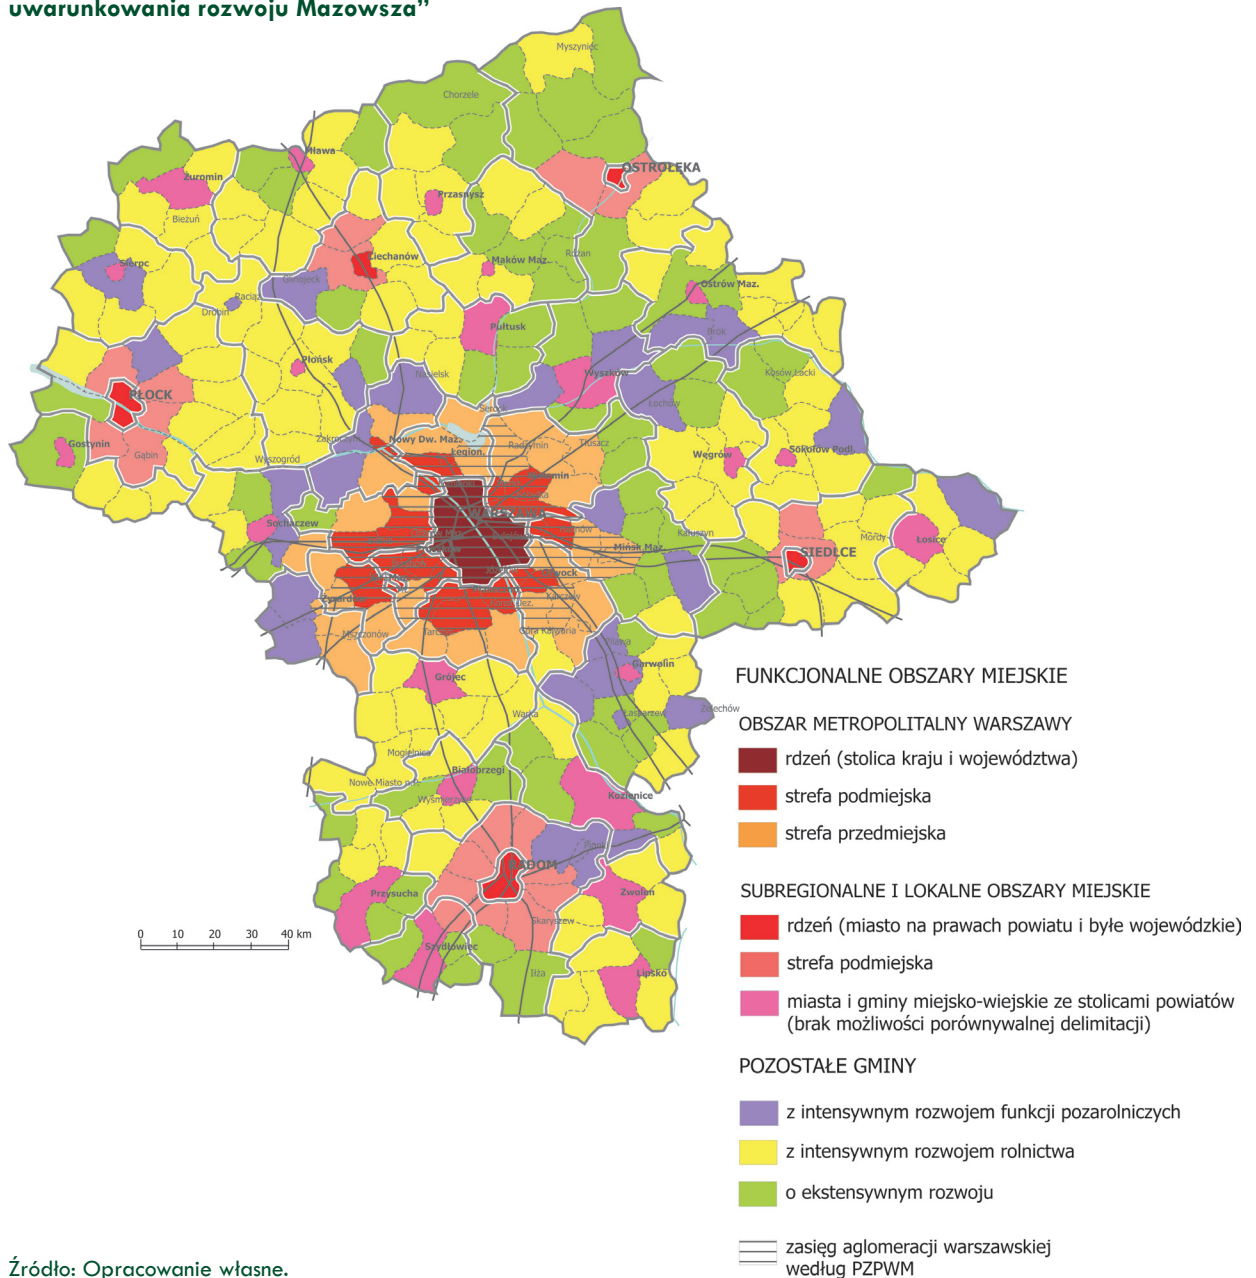 uwarunkowania rozwoju Mazowsza”
Myszyniec
Chorzele
Mława
OSTROŁĘKA
Żuromin
Przasnysz
Bieżuń
Ciechanów
Maków Maz.
Różan
Sierpc
Glinojeck
Ostrów Maz.
Raciąż
Drobin
Pułtusk
Brok
Płońsk
Nasielsk
Wyszków
Kosów Lacki
PŁOCK
Łochów
Serock
Zakroczym
Nowy Dw. Maz.
Radzymin
Tłuszcz
Gostynin
Gąbin
Wyszogród
Legion.
Węgrów
Sokołów Podl.
Sochaczew
WARSZAWA
Mińsk Maz.
Kałuszyn
Mordy
Łosice
SIEDLCE
Żyrardów
Karczew
Mszczonów
Góra Kalwaria
Pilawa
Garwolin
Grójec
Łaskarzew
Żelechów
Warka
Mogielnica
Białobrzegi
Nowe Miasto n.P.
Wyśmierzyce
Kozienice
Pionki
RADOM
Przysucha
Zwoleń
Skaryszew
Szydłowiec
Iłża
Lipsko
0 10 20 30 40 km
FUNKCJONALNE OBSZARY MIEJSKIE
OBSZAR METROPOLITALNY WARSZAWY
rdzeń (stolica kraju i województwa)
strefa podmiejska
strefa przedmiejska
SUBREGIONALNE I LOKALNE OBSZARY MIEJSKIE
rdzeń (miasto na prawach powiatu i byłe wojewódzkie)
strefa podmiejska
miasta i gminy miejsko-wiejskie ze stolicami powiatów
(brak możliwości porównywalnej delimitacji)
POZOSTAŁE GMINY
z intensywnym rozwojem funkcji pozarolniczych
z intensywnym rozwojem rolnictwa
o ekstensywnym rozwoju
zasięg aglomeracji warszawskiej
według PZPWM
Źródło: Opracowanie własne.